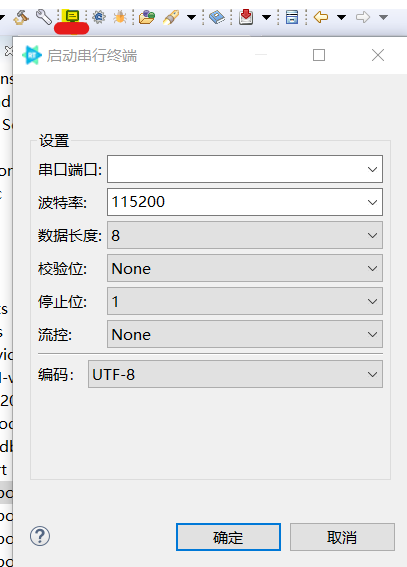 启动串行终端
设置
串口端口:
波特率: 115200
数据长度: 8
校验位: None
停止位: 1
流控: None
编码: UTF-8
确定 取消